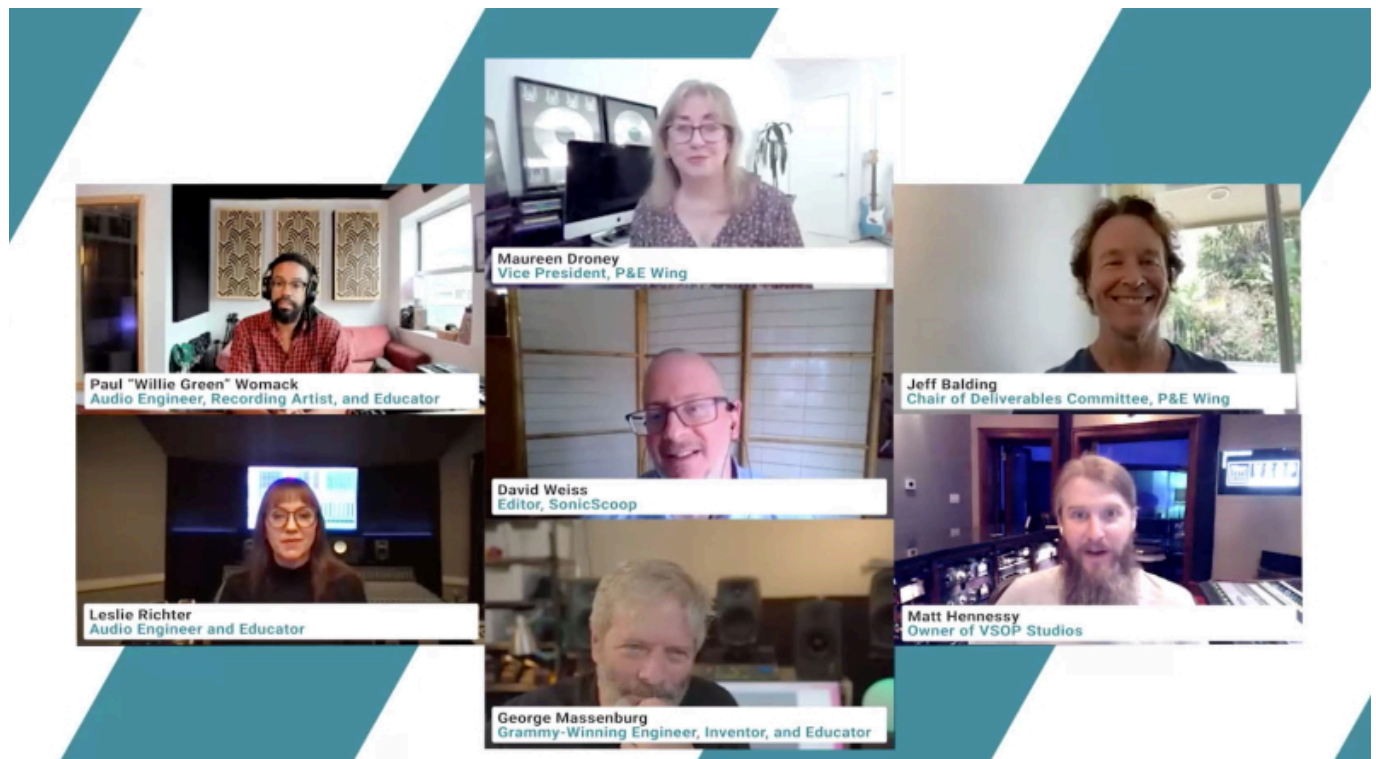 Maureen Droney
Vice President, P&E Wing
Paul “Willie Green” Womack
Audio Engineer, Recording Artist, and Educator
Jeff Balding
Chair of Deliverables Committee, P&E Wing
David Weiss
Editor, SonicScoop
Leslie Richter
Audio Engineer and Educator
Matt Hennessy
Owner of VSOP Studios
George Massenburg
Grammy-Winning Engineer, Inventor, and Educator